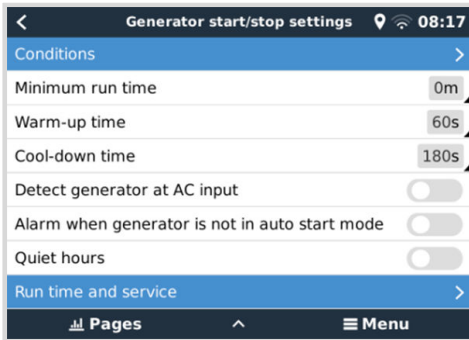 Generator start/stop settings 08:17
Conditions
Minimum run time 0m
Warm-up time 60s
Cool-down time 180s
Detect generator at AC input
Alarm when generator is not in auto start mode
Quiet hours
Run time and service
Pages Menu